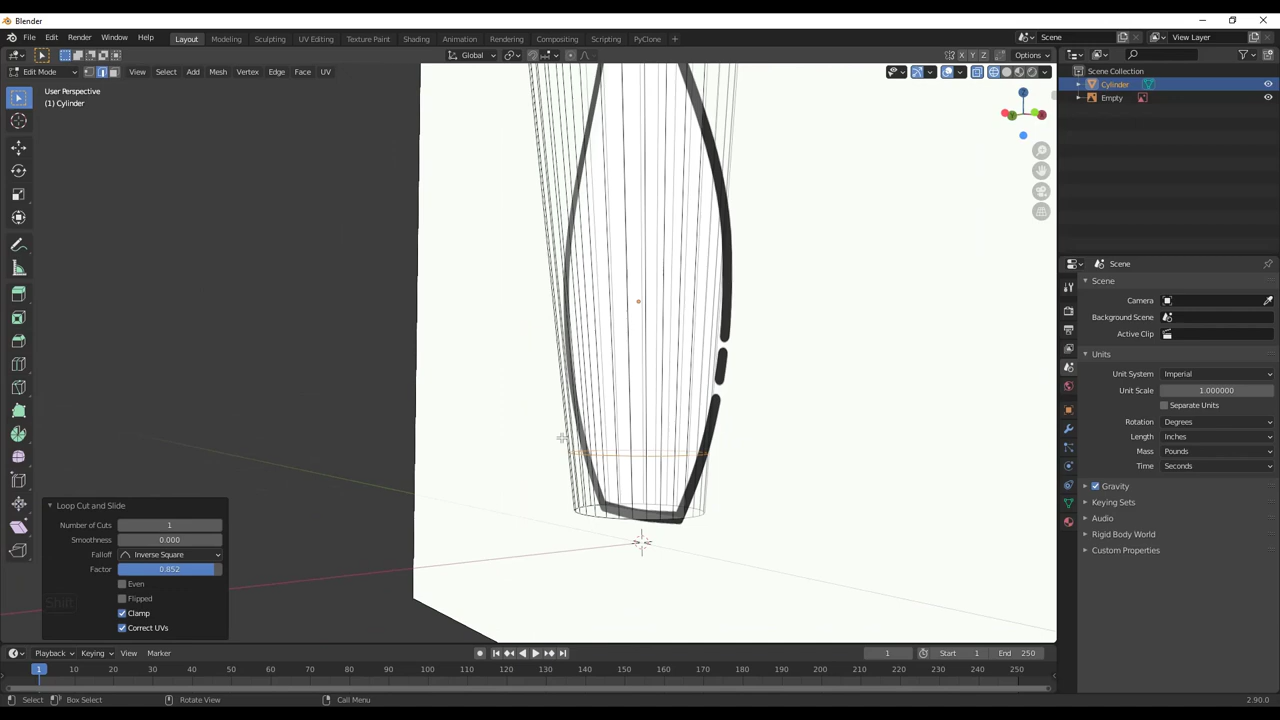 Blender
File Edit Render Window Help Layout Modeling Sculpting UV Editing Texture Paint Shading Animation Rendering Compositing Scripting PyClone + Scene View Layer
Global X Y Z Options
Edit Mode View Select Add Mesh Vertex Edge Face UV
User Perspective
(1) Cylinder
Scene Collection
Cylinder
Empty
Scene
Scene
Camera
Background Scene
Active Clip
Units
Unit System Imperial
Unit Scale 1.000000
Separate Units
Rotation Degrees
Length Inches
Mass Pounds
Time Seconds
Gravity
Keying Sets
Audio
Rigid Body World
Custom Properties
Loop Cut and Slide
Number of Cuts 1
Smoothness 0.000
Falloff Inverse Square
Factor 0.852
Even
Flipped
Shift
Clamp
Correct UVs
Playback Keying View Marker 1 Start 1 End 250
1 10 20 30 40 50 60 70 80 90 100 110 120 130 140 150 160 170 180 190 200 210 220 230 240 250
Select Box Select Rotate View Call Menu 2.90.0